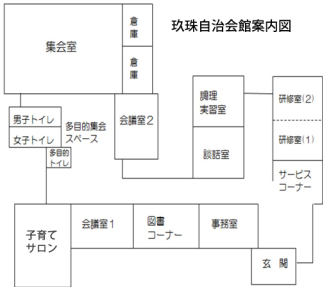 玖珠自治会館案内図
集会室
倉庫
倉庫
男子トイレ
女子トイレ
多目的集会
スペース
多目的
トイレ
会議室2
調理
実習室
談話室
研修室(2)
研修室(1)
サービス
コーナー
子育て
サロン
会議室1
図書
コーナー
事務室
玄関